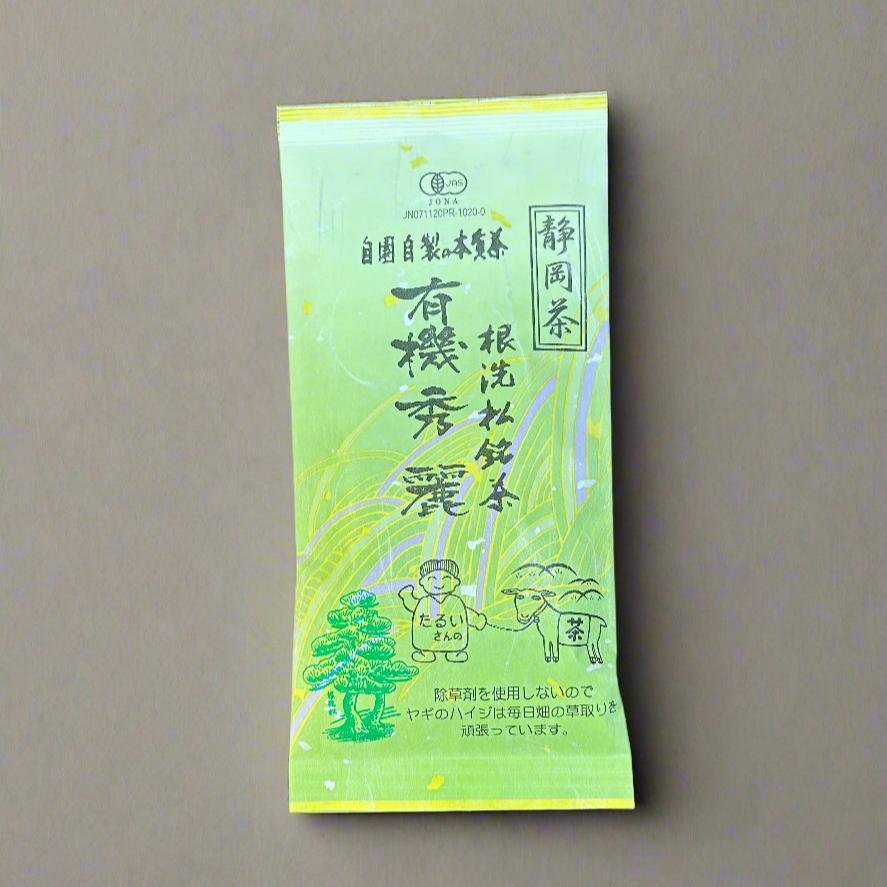 JAS
JONA
JN071120PR-1020-0
自園自製の本質茶
静岡茶
根洗松銘茶
有機秀麗
たるい
さんの
茶
除草剤を使用しないので
ヤギのハイジは毎日畑の草取りを
頑張っています。